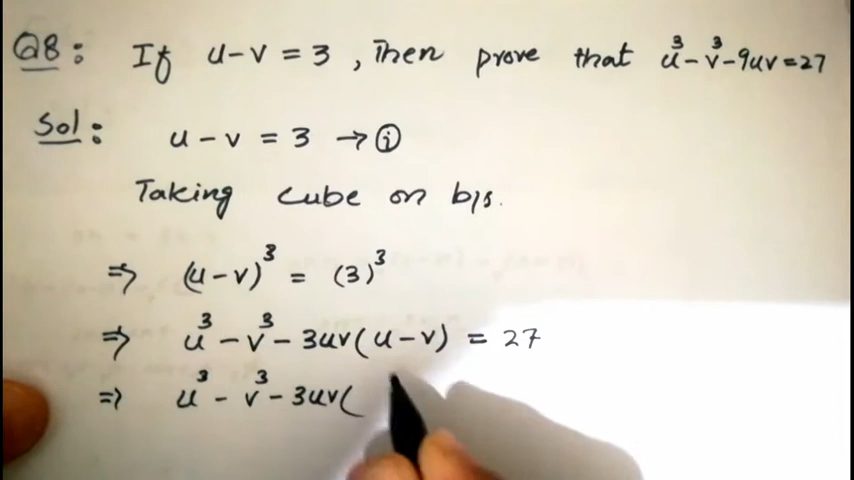 Q8: If u-v = 3, Then prove that u³-v³-9uv=27
Sol: u - v = 3 → ⓘ
Taking cube on b/s.
⇒ (u-v)³ = (3)³
⇒ u³ - v³ - 3uv(u-v) = 27
⇒ u³ - v³ - 3uv(